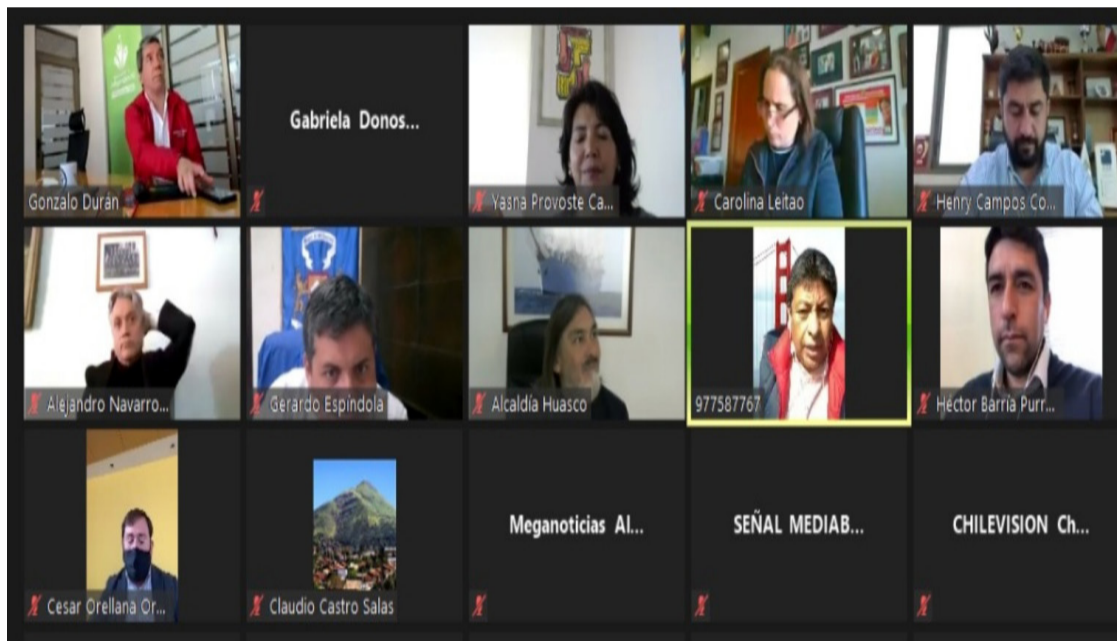 Gonzalo Durán
Gabriela Donos...
Yasna Provoste Ca...
Carolina Leitao
Henry Campos Co...
Alejandro Navarro...
Gerardo Espíndola
Alcaldía Huasco
977587767
Héctor Barría Purr...
Cesar Orellana Or...
Claudio Castro Salas
Meganoticias Al...
SEÑAL MEDIAB...
CHILEVISION Ch...